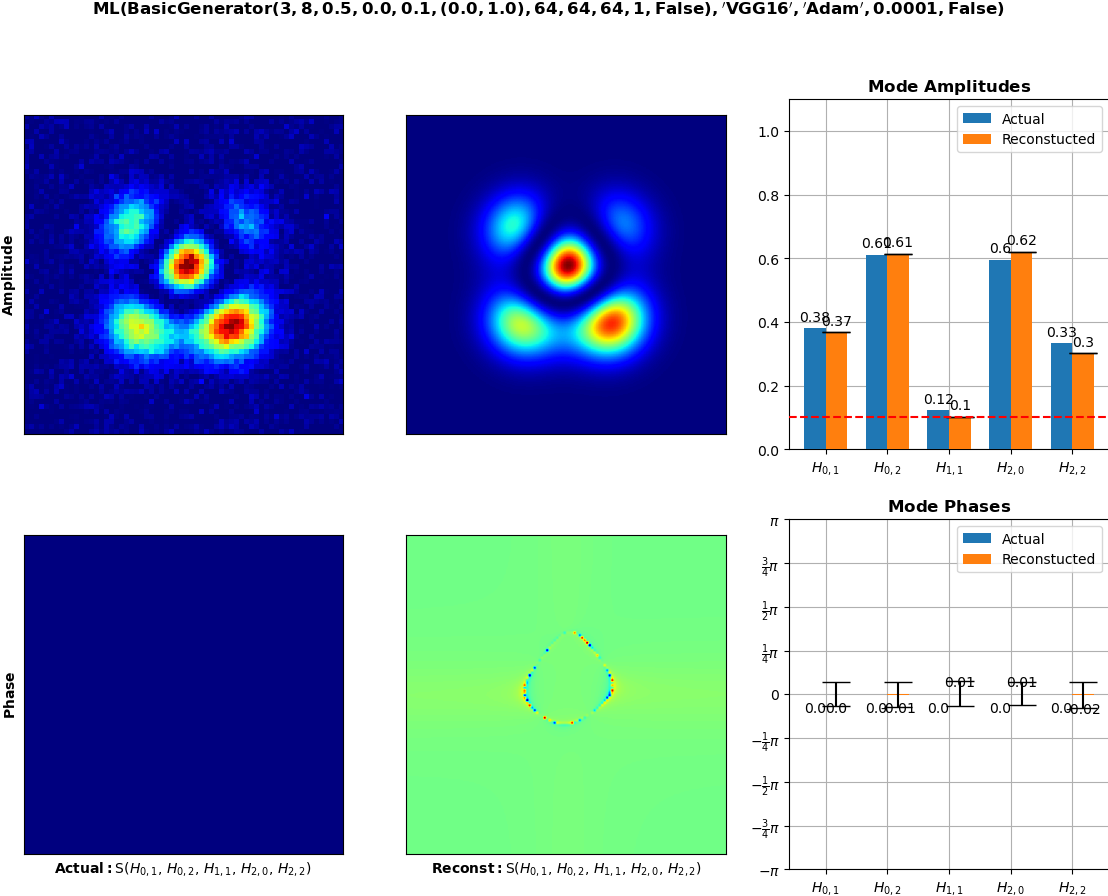 ML(BasicGenerator(3, 8, 0.5, 0.0, 0.1, (0.0, 1.0), 64, 64, 64, 1, False), ′VGG16′, ′Adam′, 0.0001, False)
Amplitude
Mode Amplitudes
Actual
Reconstucted
1.0
0.8
0.6
0.4
0.2
0.0
0.38
0.37
0.61
0.61
0.12
0.1
0.6
0.62
0.33
0.3
H0,1
H0,2
H1,1
H2,0
H2,2
Phase
Actual: S(H0,1, H0,2, H1,1, H2,0, H2,2)
Reconst: S(H0,1, H0,2, H1,1, H2,0, H2,2)
Mode Phases
Actual
Reconstucted
π
3/4π
1/2π
1/4π
0
−1/4π
−1/2π
−3/4π
−π
0.0
0.0
0.0
0.01
0.0
0.01
0.0
0.01
0.0
H0,1
H0,2
H1,1
H2,0
H2,2